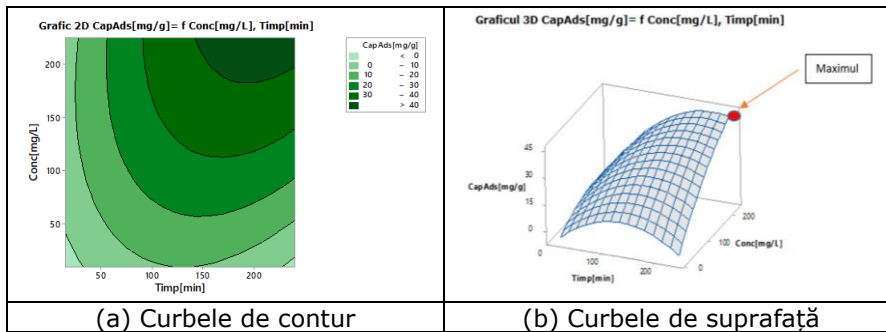 Grafic 2D CapAds[mg/g]= f Conc[mg/L], Timp[min]
CapAds[mg/g]
< 0
0 – 10
10 – 20
20 – 30
30 – 40
> 40
200
150
100
50
Conc[mg/L]
50 100 150 200
Timp[min]
(a) Curbele de contur
Graficul 3D CapAds[mg/g]= f Conc[mg/L], Timp[min]
Maximul
45
30
15
0
CapAds[mg/g]
0
100
200
Timp[min]
0
100
200
Conc[mg/L]
(b) Curbele de suprafață